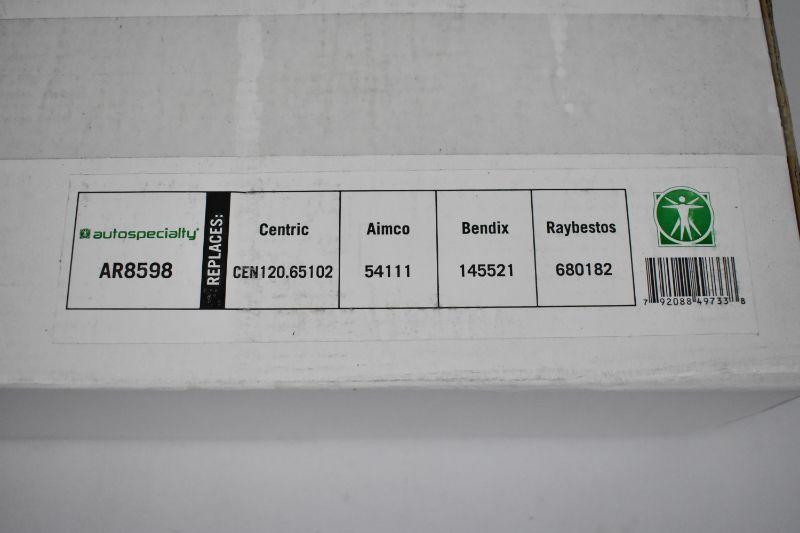 autospecialty®
AR8598
REPLACES:
Centric
CEN120.65102
Aimco
54111
Bendix
145521
Raybestos
680182
7 92088 49733 8